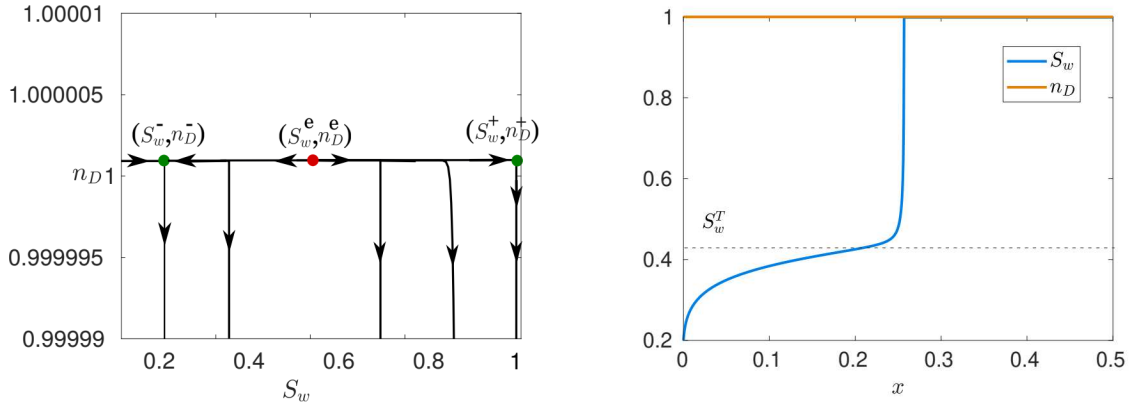 1.00001
1.000005
(S_w^-, n_D^-)
(S_w^e, n_D^e)
(S_w^+, n_D^+)
n_D 1
0.999995
0.99999
0.2 0.4 0.6 0.8 1
S_w
1
0.8
0.6
0.4
0.2
S_w
n_D
S_w^T
0 0.1 0.2 0.3 0.4 0.5
x